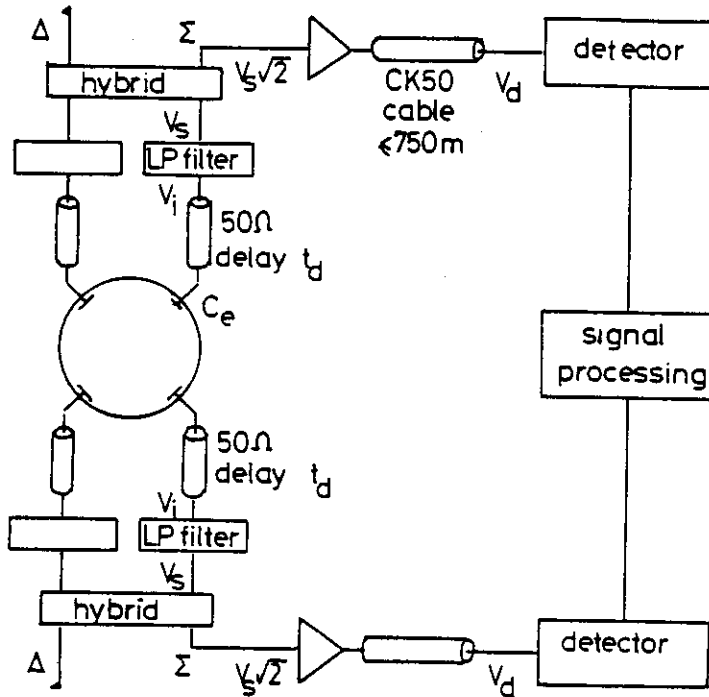 Δ
Σ
hybrid
V_s√2
CK50
cable
≤750m
V_d
detector
V_s
LP filter
V_i
50Ω
delay t_d
C_e
signal
processing
50Ω
delay t_d
V_i
LP filter
V_s
hybrid
Δ
Σ
V_s√2
V_d
detector